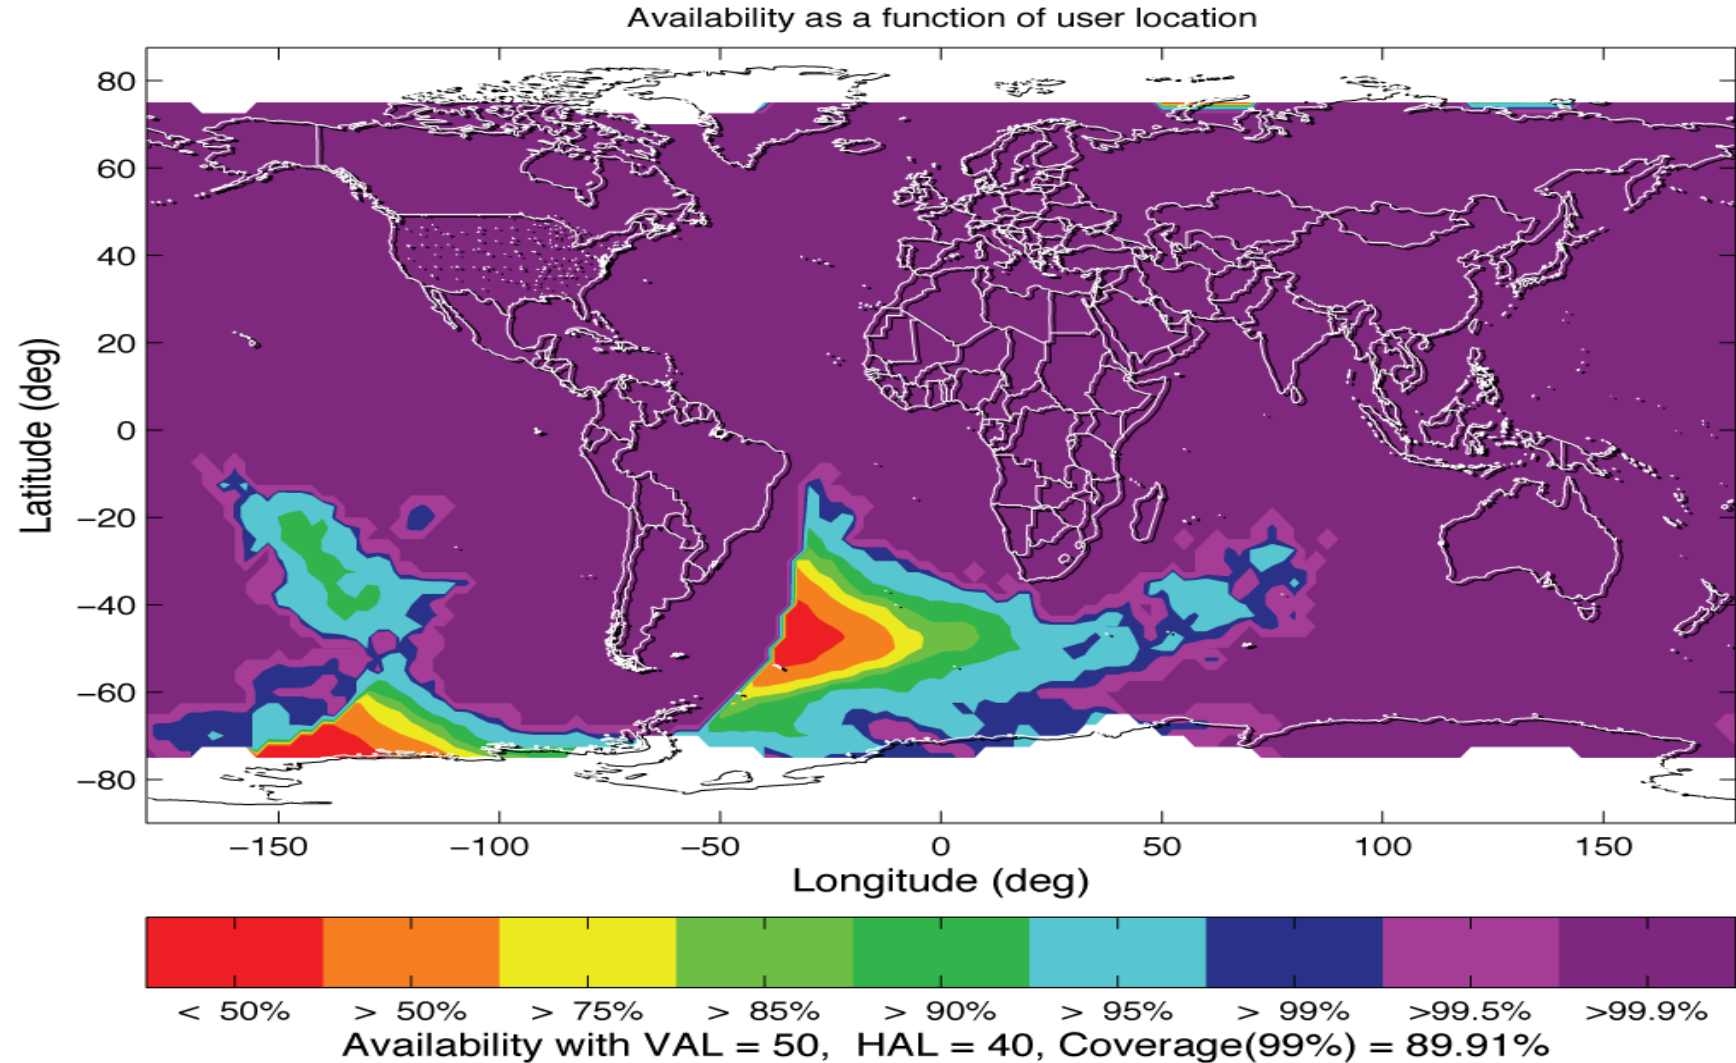 Availability as a function of user location
80
60
40
20
0
−20
−40
−60
−80
Latitude (deg)
−150 −100 −50 0 50 100 150
Longitude (deg)
< 50% > 50% > 75% > 85% > 90% > 95% > 99% >99.5% >99.9%
Availability with VAL = 50, HAL = 40, Coverage(99%) = 89.91%